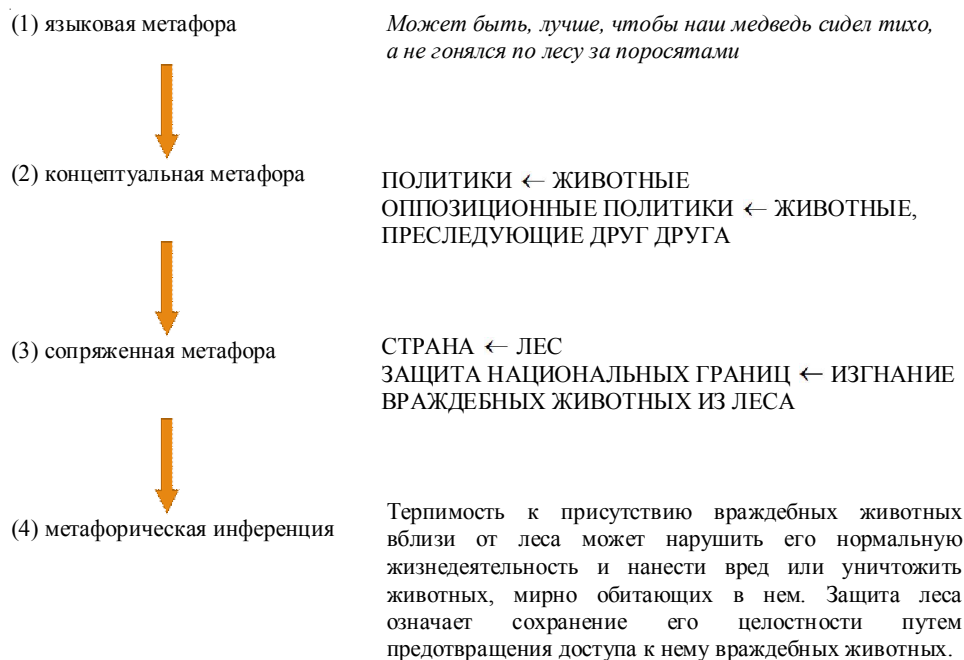 (1) языковая метафора
Может быть, лучше, чтобы наш медведь сидел тихо,
а не гонялся по лесу за поросятами
(2) концептуальная метафора
ПОЛИТИКИ ← ЖИВОТНЫЕ
ОППОЗИЦИОННЫЕ ПОЛИТИКИ ← ЖИВОТНЫЕ,
ПРЕСЛЕДУЮЩИЕ ДРУГ ДРУГА
(3) сопряженная метафора
СТРАНА ← ЛЕС
ЗАЩИТА НАЦИОНАЛЬНЫХ ГРАНИЦ ← ИЗГНАНИЕ
ВРАЖДЕБНЫХ ЖИВОТНЫХ ИЗ ЛЕСА
(4) метафорическая инференция
Терпимость к присутствию враждебных животных
вблизи от леса может нарушить его нормальную
жизнедеятельность и нанести вред или уничтожить
животных, мирно обитающих в нем. Защита леса
означает сохранение его целостности путем
предотвращения доступа к нему враждебных животных.